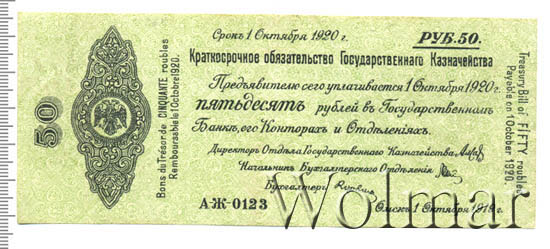 Срокъ 1 Октября 1920 г.
РУБ. 50.
Краткосрочное обязательство Государственнаго Казначейства
Предъявителю сего уплачивается 1 Октября 1920 г.
пятьдесятъ рублей въ Государственномъ
Банкѣ, его Конторахъ и Отдѣленіяхъ.
Директоръ Отдѣла Государственнаго Казначейства
Начальникъ Бухгалтерскаго Отдѣленія
Бухгалтеръ
А-Ж-0123
Омскъ 1 Октября 1919 г.
50
Bons du Trésor de CINQUANTE roubles
Remboursable le 1 Octobre 1920.
Treasury Bill of FIFTY roubles
Payable on 1 October 1920.
Wolmar